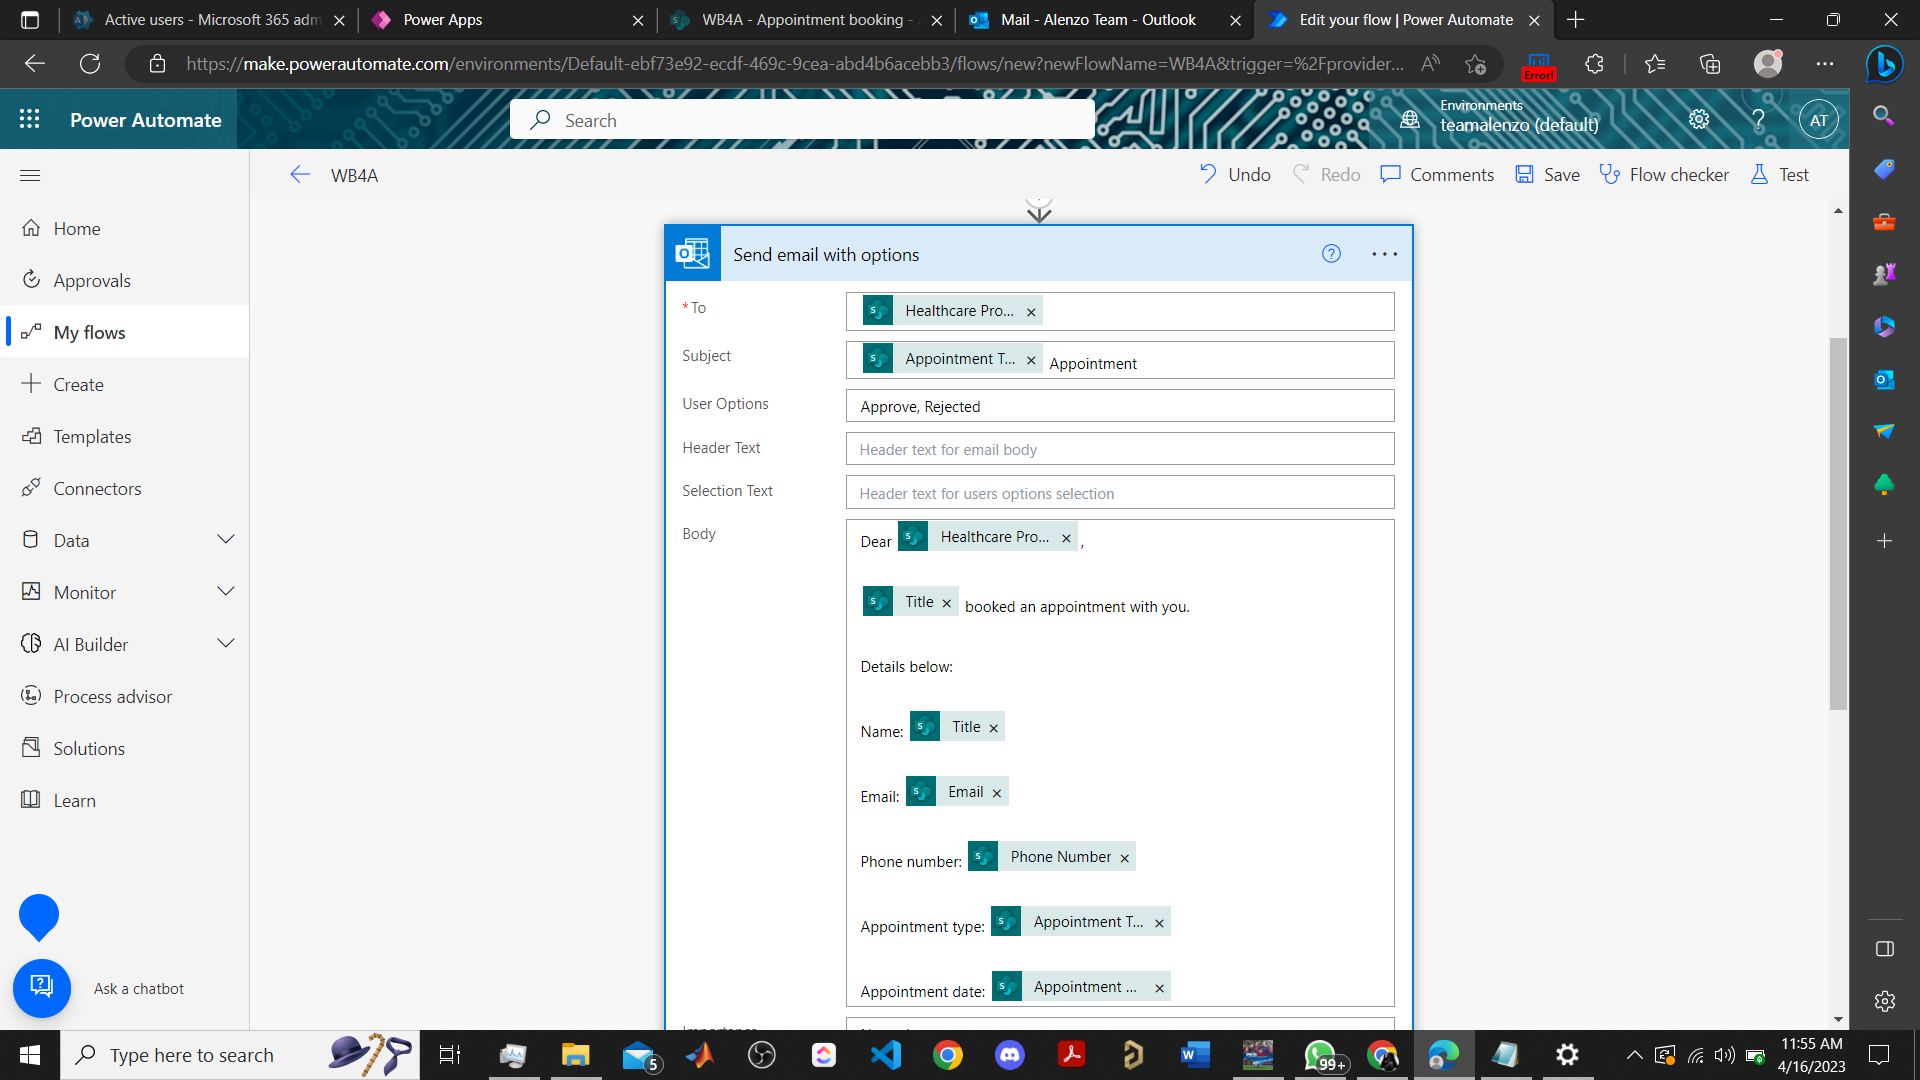 Active users - Microsoft 365 adm
Power Apps
WB4A - Appointment booking -
Mail - Alenzo Team - Outlook
Edit your flow | Power Automate
https://make.powerautomate.com/environments/Default-ebf73e92-ecdf-469c-9cea-abd4b6acebb3/flows/new?newFlowName=WB4A&trigger=%2Fprovider...
Error!
Power Automate
Search
Environments
teamalenzo (default)
AT
WB4A
Undo
Redo
Comments
Save
Flow checker
Test
Home
Approvals
My flows
Create
Templates
Connectors
Data
Monitor
AI Builder
Process advisor
Solutions
Learn
Ask a chatbot
Send email with options
* To
Healthcare Pro... ×
Subject
Appointment T... × Appointment
User Options
Approve, Rejected
Header Text
Header text for email body
Selection Text
Header text for users options selection
Body
Dear Healthcare Pro... × ,
Title × booked an appointment with you.
Details below:
Name: Title ×
Email: Email ×
Phone number: Phone Number ×
Appointment type: Appointment T... ×
Appointment date: Appointment ... ×
Type here to search
5
99+
11:55 AM
4/16/2023